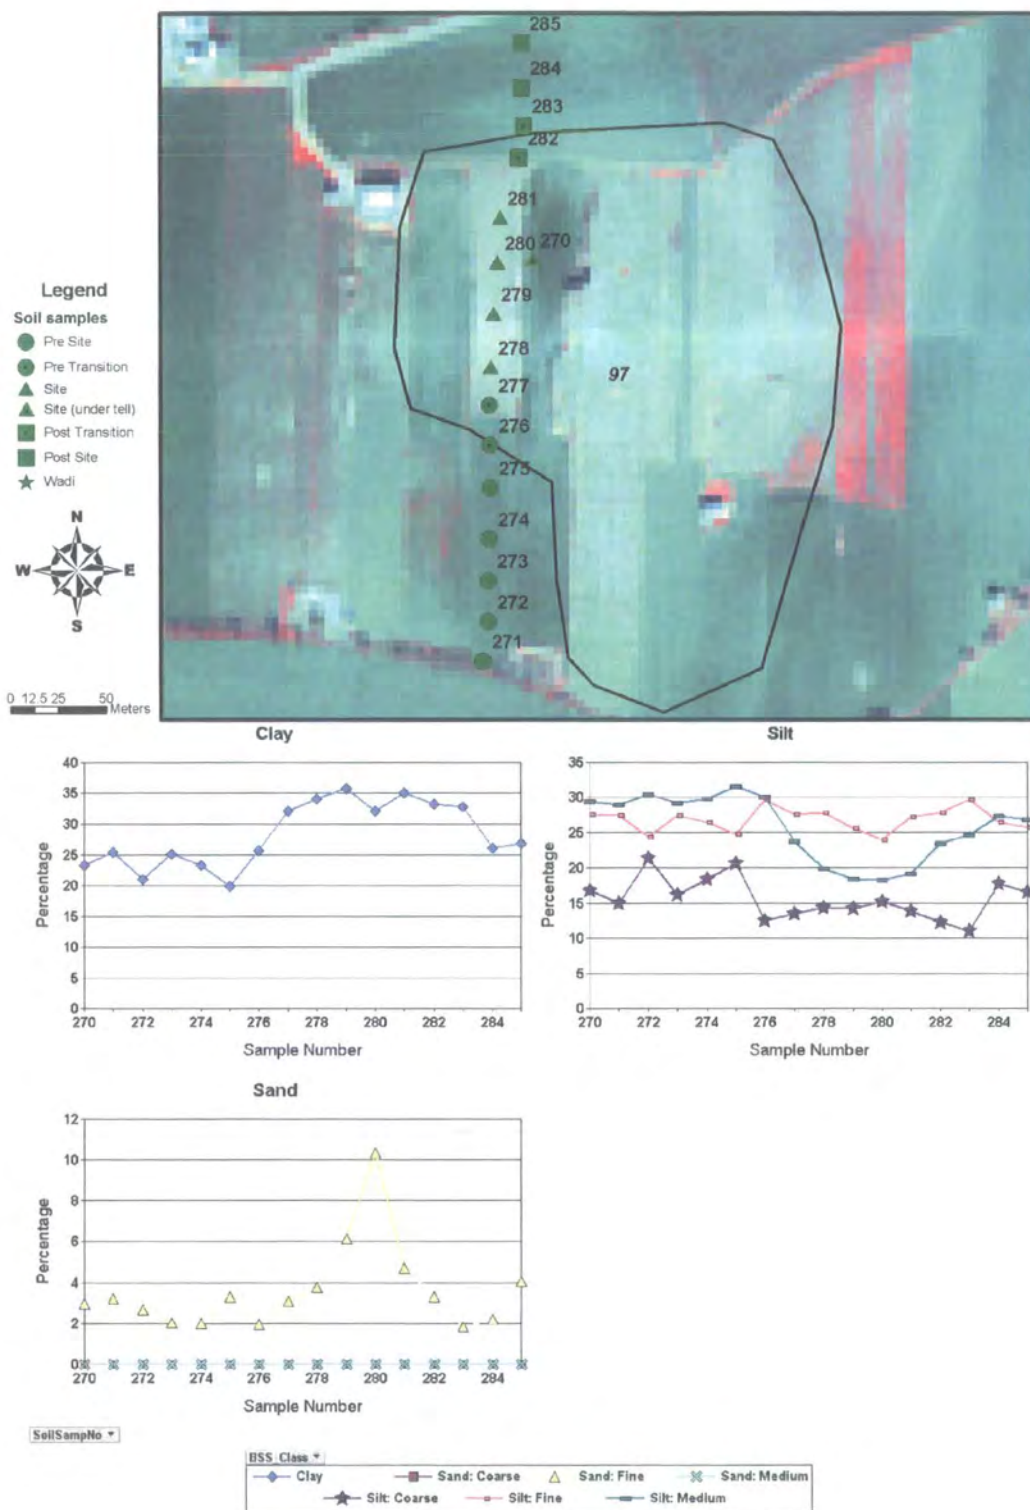 285
284
283
282
281
280 270
279
278
277
97
276
275
274
273
272
271
Legend
Soil samples
Pre Site
Pre Transition
Site
Site (under tell)
Post Transition
Post Site
Wadi
N
W E
S
0 12.5 25 50
Meters
Clay
40
35
30
25
20
15
10
5
0
Percentage
270 272 274 276 278 280 282 284
Sample Number
Silt
35
30
25
20
15
10
5
0
Percentage
270 272 274 276 278 280 282 284
Sample Number
Sand
12
10
8
6
4
2
0
Percentage
270 272 274 276 278 280 282 284
Sample Number
SoilSampNo
BSS_Class
Clay Sand: Coarse Sand: Fine Sand: Medium
Silt: Coarse Silt: Fine Silt: Medium